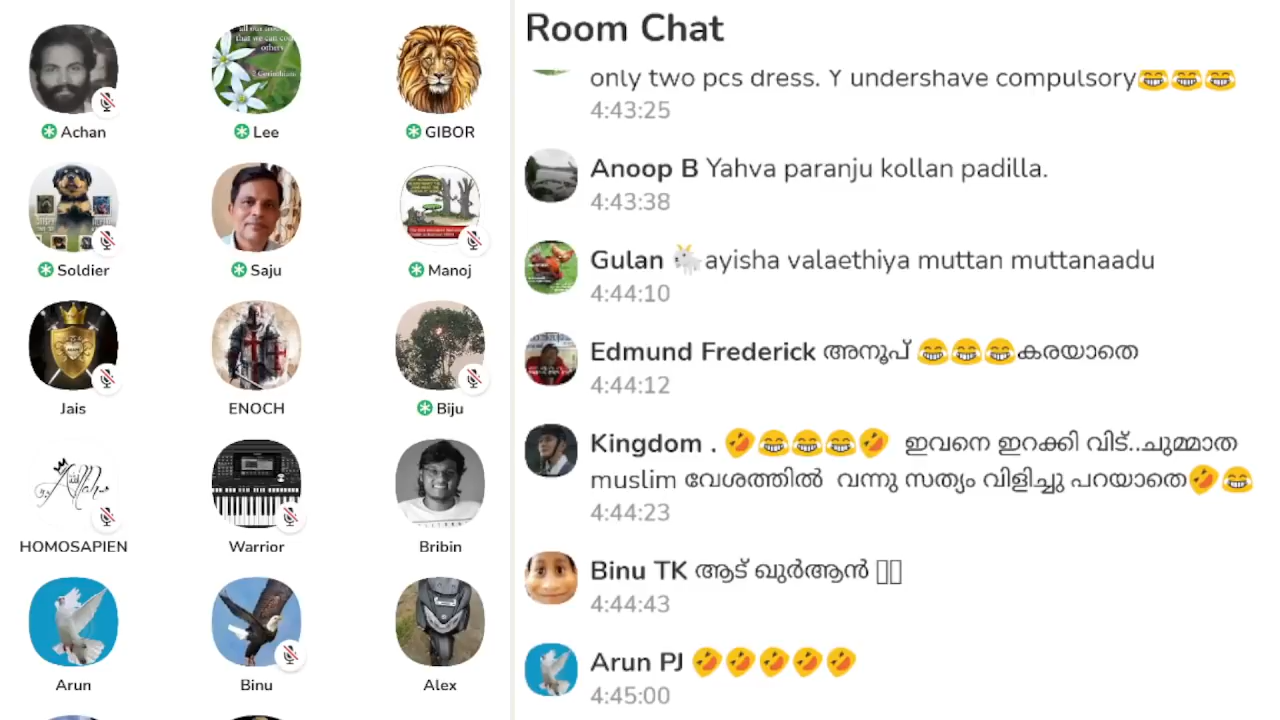 Achan
Lee
GIBOR
Soldier
Saju
Manoj
Jais
ENOCH
Biju
HOMOSAPIEN
Warrior
Bribin
Arun
Binu
Alex
Room Chat
only two pcs dress. Y undershave compulsory😂😂😂
4:43:25
Anoop B Yahva paranju kollan padilla.
4:43:38
Gulan 🐐ayisha valaethiya muttan muttanaadu
4:44:10
Edmund Frederick അനൂപ് 😂😂😂കരയാതെ
4:44:12
Kingdom . 🤣😂😂😂🤣 ഇവനെ ഇറക്കി വിട്..ചുമ്മാത
muslim വേശത്തിൽ വന്നു സത്യം വിളിച്ചു പറയാതെ🤣😂
4:44:23
Binu TK ആട് ഖുർആൻ
4:44:43
Arun PJ 🤣🤣🤣🤣🤣
4:45:00